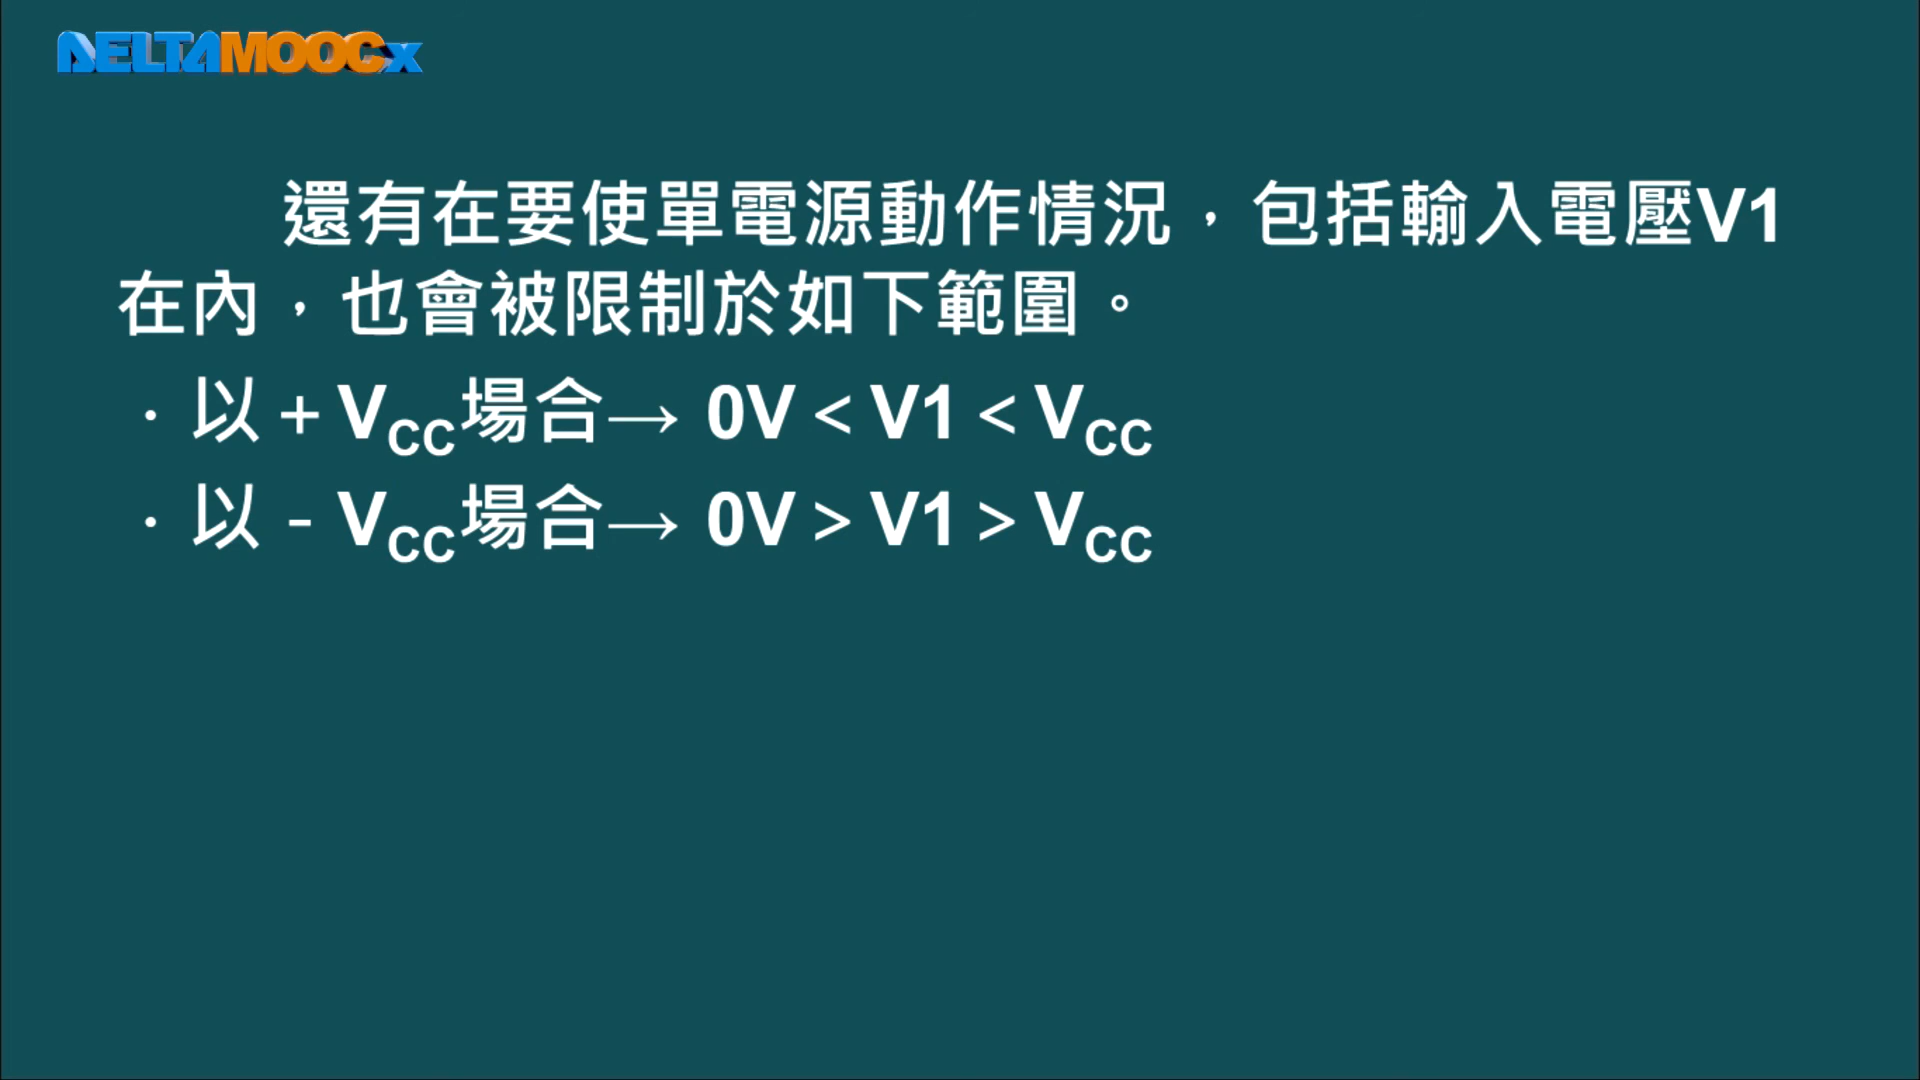 DELTAMOOCx
還有在要使單電源動作情況，包括輸入電壓V1
在內，也會被限制於如下範圍。
．以 + VCC場合→ 0V < V1 < VCC
．以 - VCC場合→ 0V > V1 > VCC